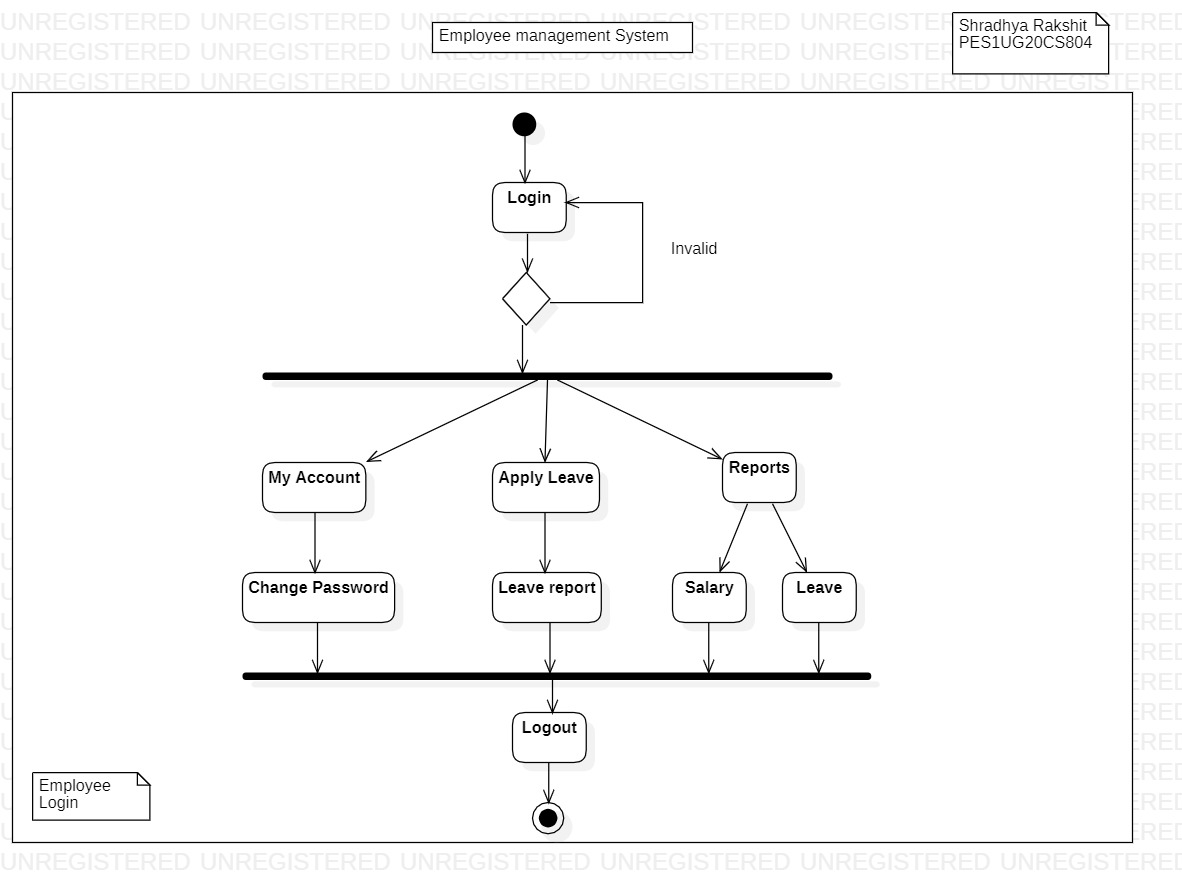 Employee management System
Shradhya Rakshit
PES1UG20CS804
Login
Invalid
My Account
Apply Leave
Reports
Change Password
Leave report
Salary
Leave
Logout
Employee
Login
UNREGISTERED UNREGISTERED UNREGISTERED UNREGISTERED UNREGISTERED UNREGISTERED